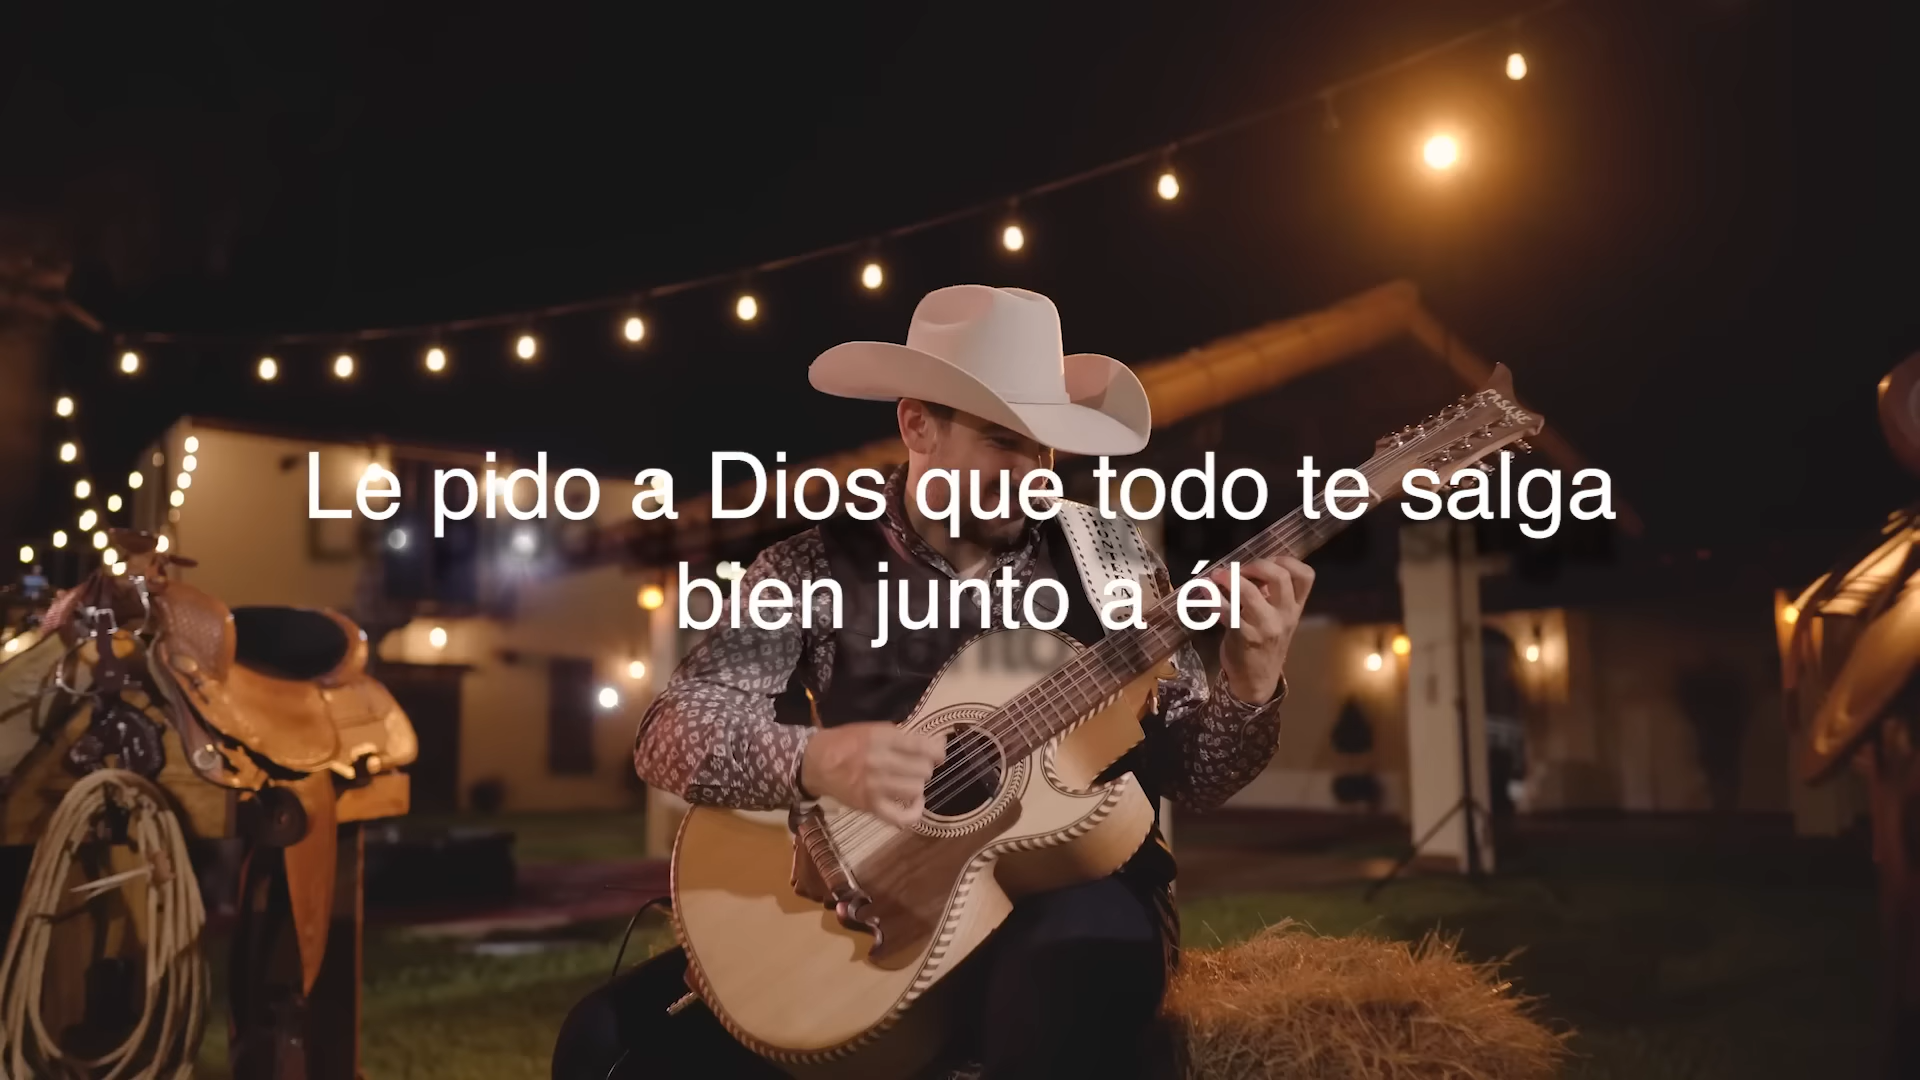 Le pido a Dios que todo te salga
bien junto a él